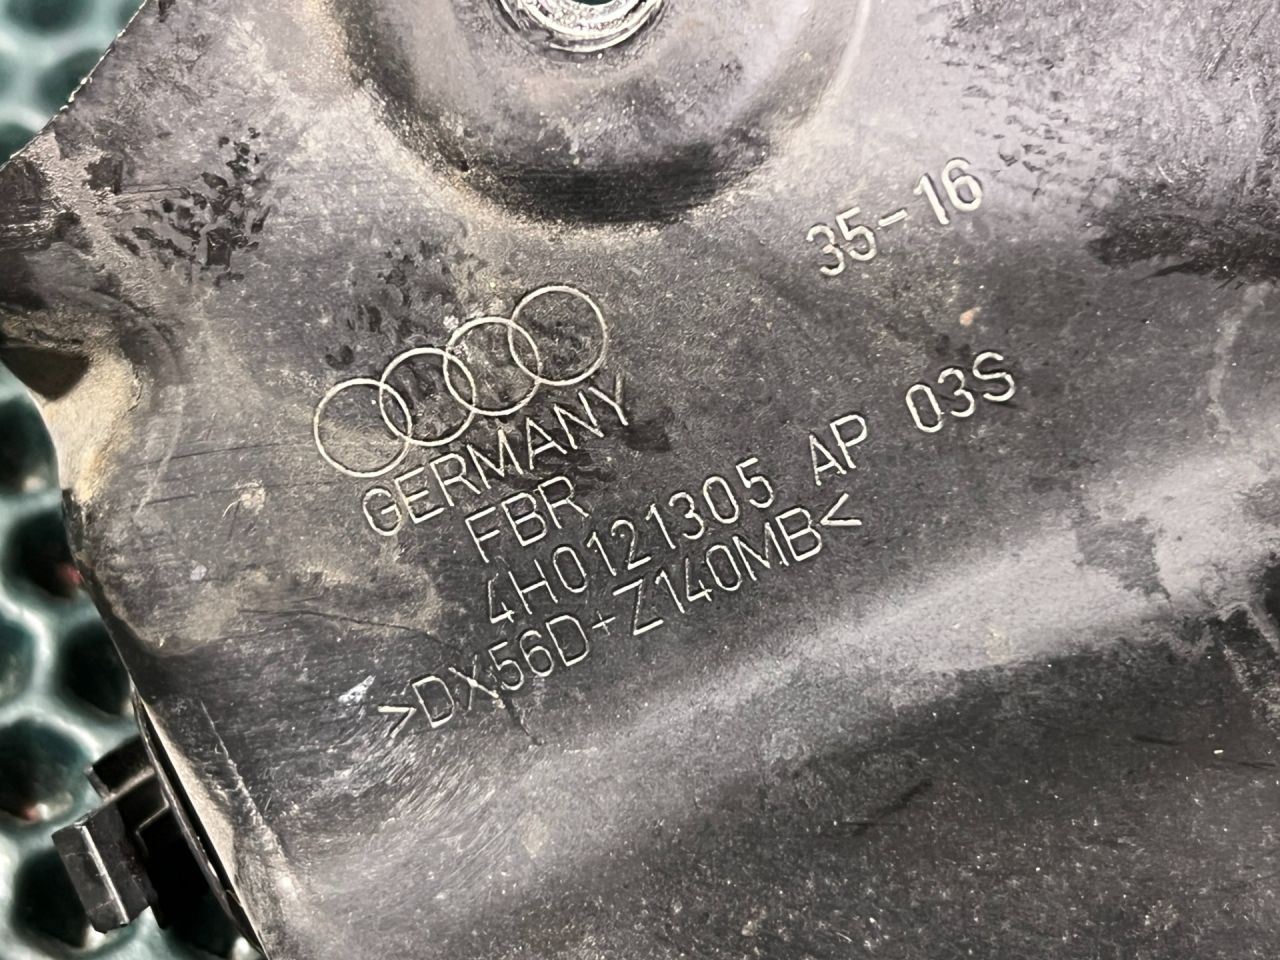 35-16
GERMANY
FBR
4H0121305 AP 03S
>DX56D+Z140MB<